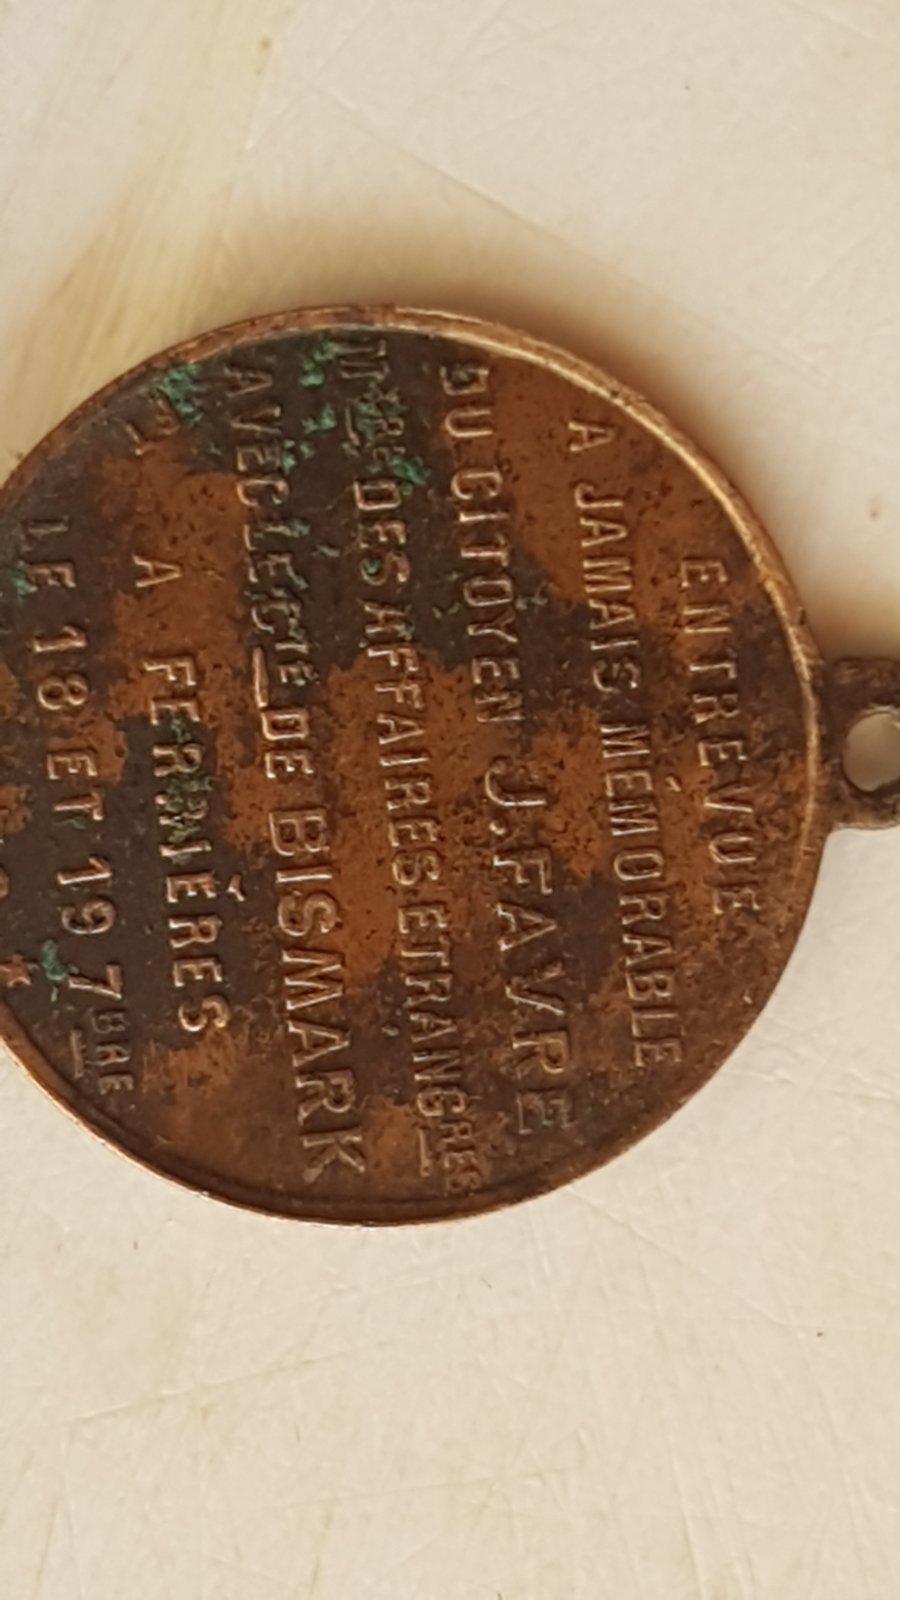 ENTREVUE
A JAMAIS MÉMORABLE
DU CITOYEN J. FAVRE
Mtre DES AFFAIRES ETRANGRES
AVEC LE Cte DE BISMARK
A FERRIÈRES
LE 18 ET 19 7BRE